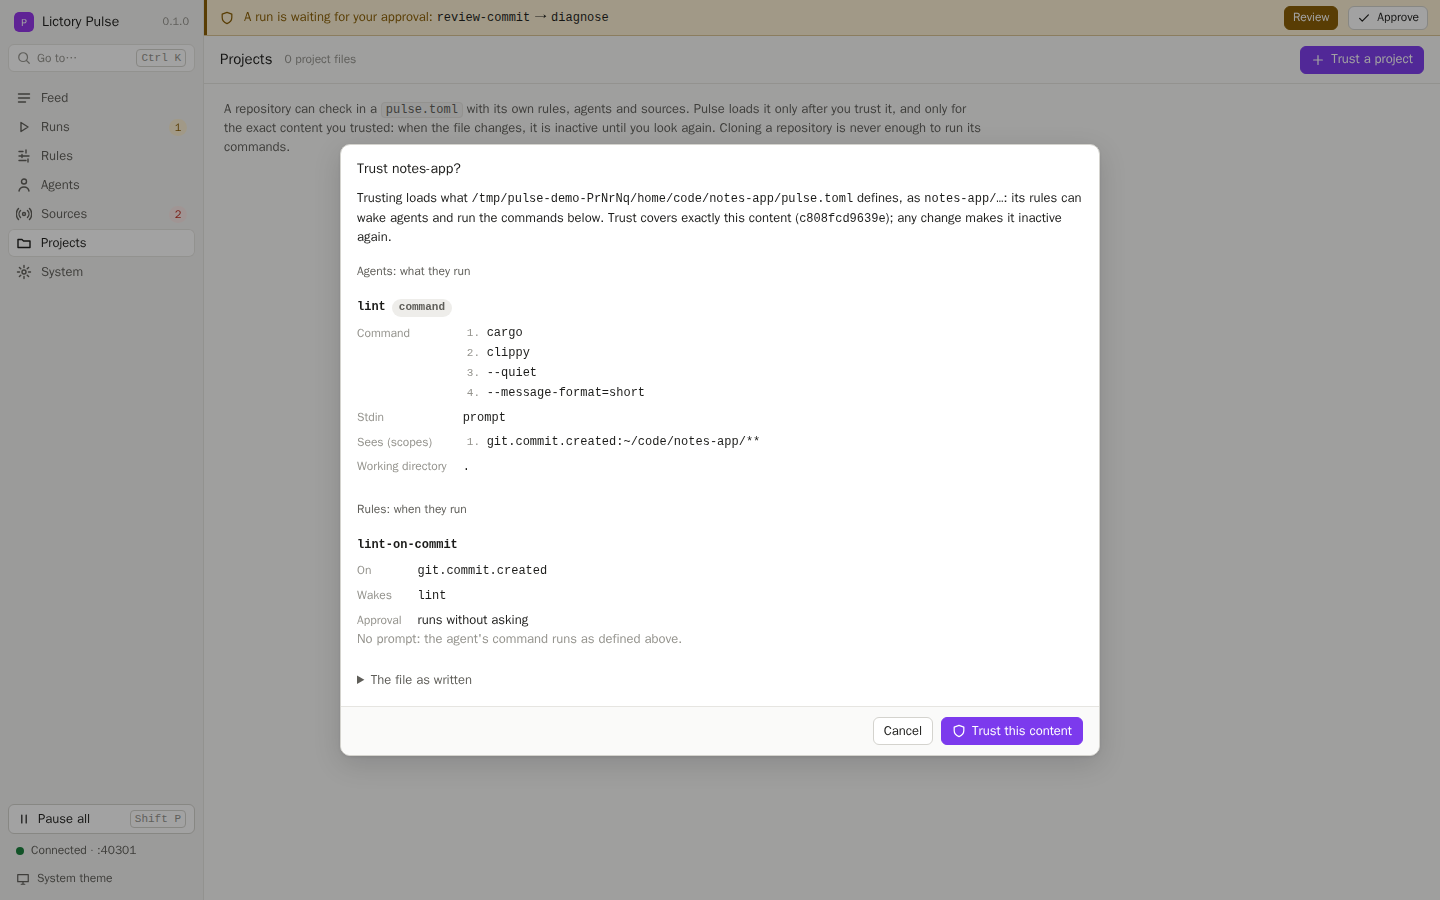 P Lictory Pulse 0.1.0
Go to… Ctrl K
Feed
Runs 1
Rules
Agents
Sources 2
Projects
System
Pause all Shift P
Connected · :40301
System theme
A run is waiting for your approval: review-commit → diagnose
Review
Approve
Projects 0 project files
Trust a project
A repository can check in a pulse.toml with its own rules, agents and sources. Pulse loads it only after you trust it, and only for
the exact content you trusted: when the file changes, it is inactive until you look again. Cloning a repository is never enough to run its
commands.
Trust notes-app?
Trusting loads what /tmp/pulse-demo-PrNrNq/home/code/notes-app/pulse.toml defines, as notes-app/…: its rules can
wake agents and run the commands below. Trust covers exactly this content (c808fcd9639e); any change makes it inactive
again.
Agents: what they run
lint command
Command 1. cargo
2. clippy
3. --quiet
4. --message-format=short
Stdin prompt
Sees (scopes) 1. git.commit.created:~/code/notes-app/**
Working directory .
Rules: when they run
lint-on-commit
On git.commit.created
Wakes lint
Approval runs without asking
No prompt: the agent's command runs as defined above.
The file as written
Cancel
Trust this content